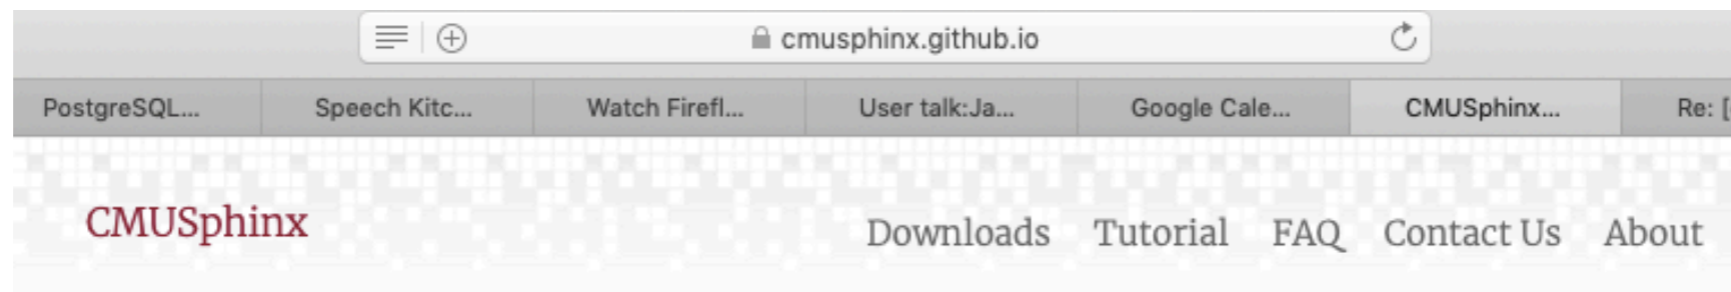 cmusphinx.github.io
PostgreSQL... Speech Kitc... Watch Firefl... User talk:Ja... Google Cale... CMUSphinx... Re: [
CMUSphinx Downloads Tutorial FAQ Contact Us About